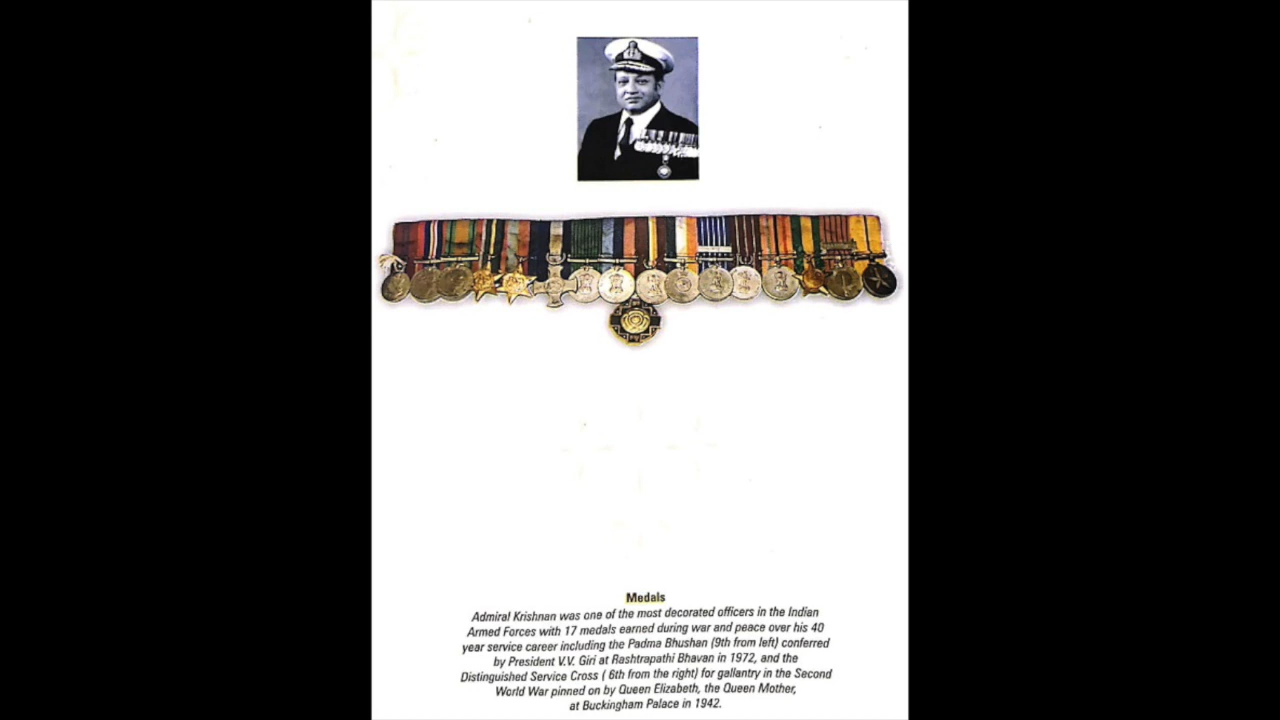 Medals
Admiral Krishnan was one of the most decorated officers in the Indian
Armed Forces with 17 medals earned during war and peace over his 40
year service career including the Padma Bhushan (9th from left) conferred
by President V.V. Giri at Rashtrapathi Bhavan in 1972, and the
Distinguished Service Cross ( 6th from the right) for gallantry in the Second
World War pinned on by Queen Elizabeth, the Queen Mother,
at Buckingham Palace in 1942.